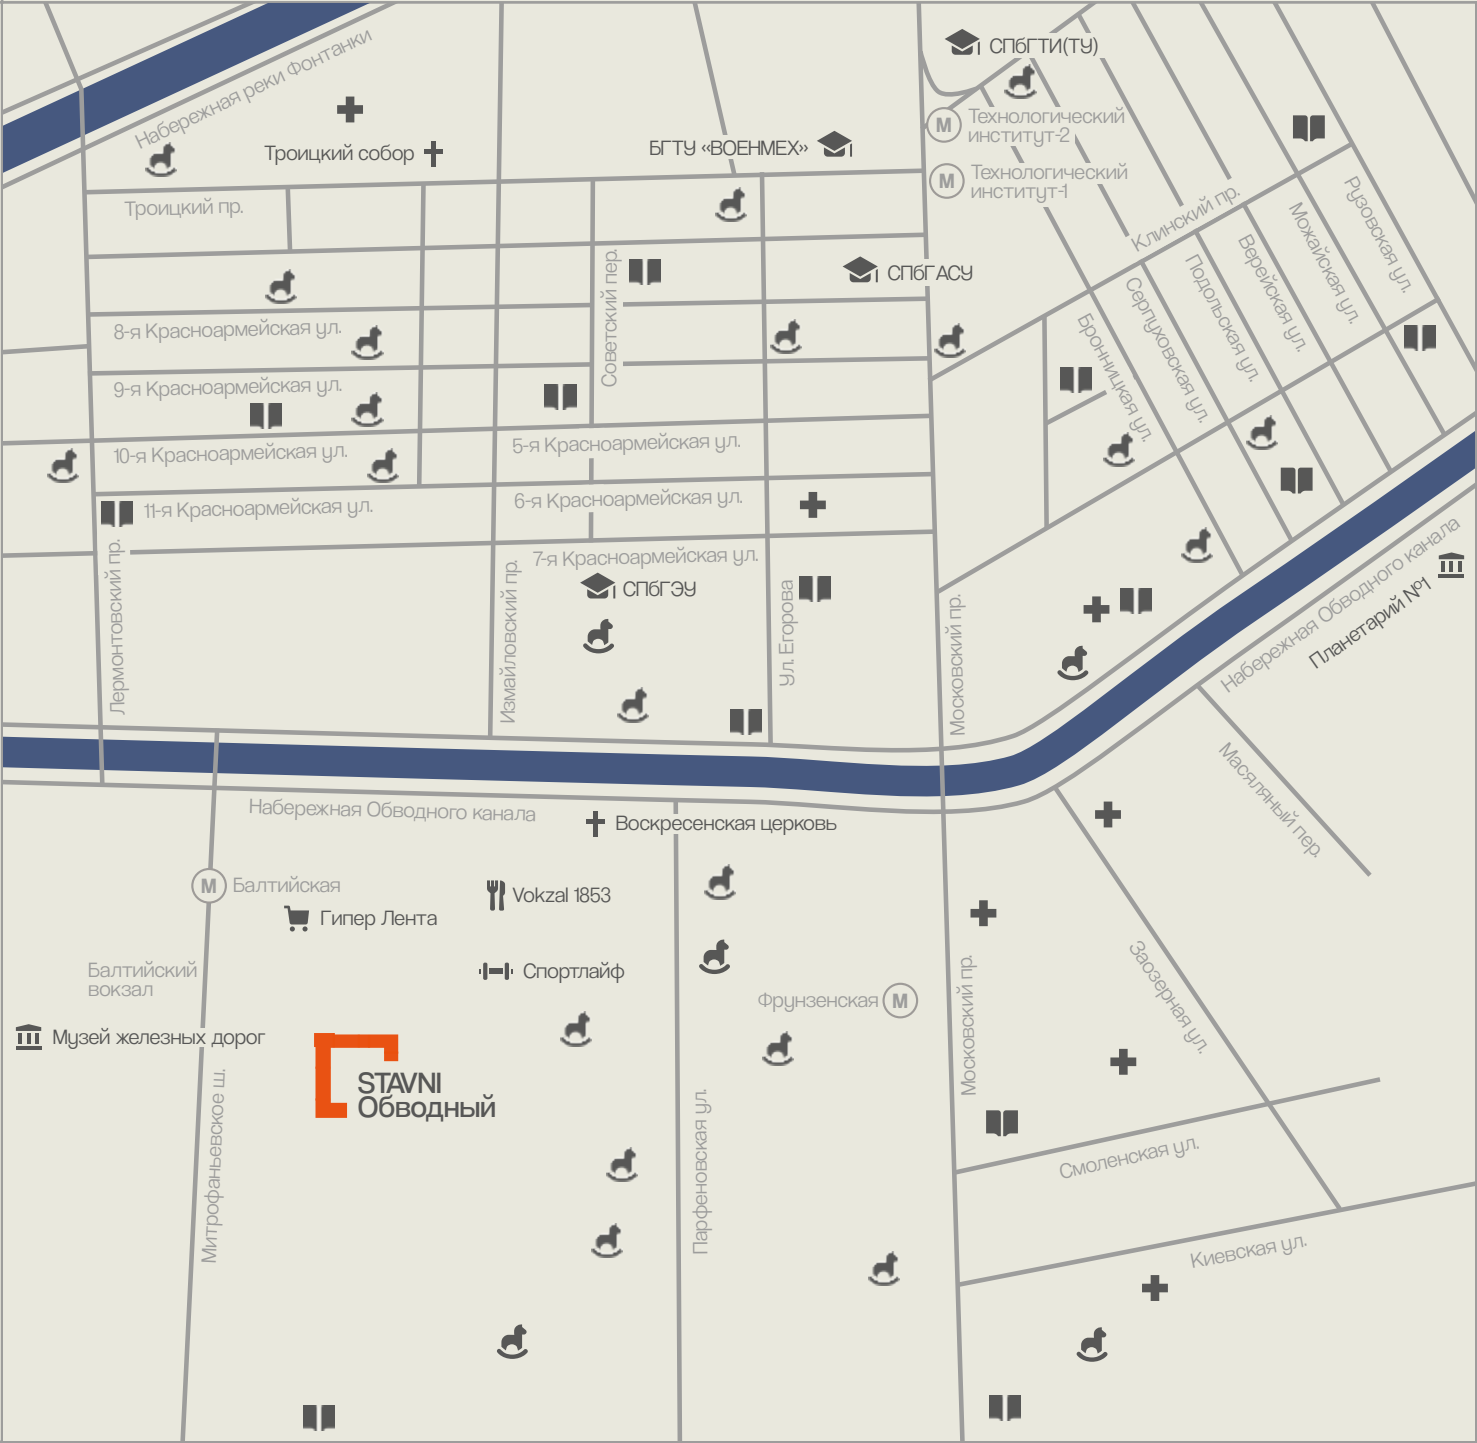 СПбГТИ(ТУ)
Набережная реки Фонтанки
М
Технологический
институт-2
Троицкий собор
БГТУ «ВОЕНМЕХ»
М
Технологический
институт-1
Троицкий пр.
Клинский пр.
Рузовская ул.
Можайская ул.
Верейская ул.
Подольская ул.
Серпуховская ул.
Бронницкая ул.
Советский пер.
СПбГАСУ
8-я Красноармейская ул.
9-я Красноармейская ул.
10-я Красноармейская ул.
5-я Красноармейская ул.
11-я Красноармейская ул.
6-я Красноармейская ул.
7-я Красноармейская ул.
СПбГЭУ
Лермонтовский пр.
Измайловский пр.
Ул. Егорова
Московский пр.
Набережная Обводного канала
Планетарий №1
Масляный пер.
Набережная Обводного канала
Воскресенская церковь
М
Балтийская
Vokzal 1853
Гипер Лента
Балтийский
вокзал
Спортлайф
Фрунзенская
М
Московский пр.
Заозерная ул.
Музей железных дорог
STAVNI
Обводный
Митрофаньевское ш.
Парфеновская ул.
Смоленская ул.
Киевская ул.